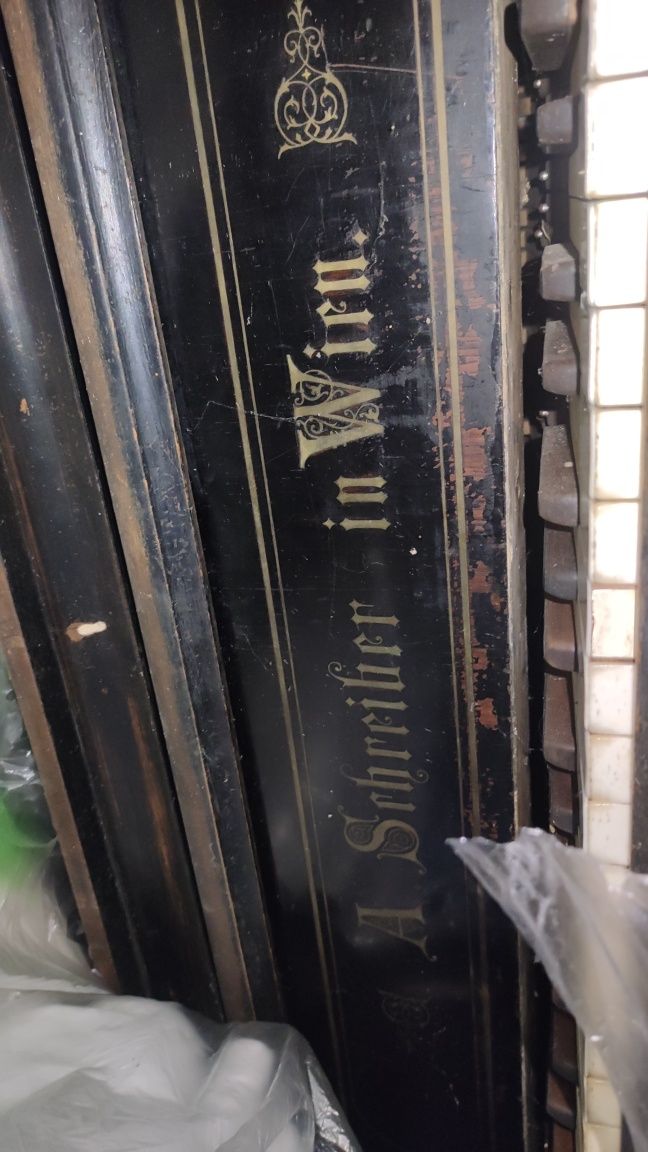 A Schreiber in Wien.